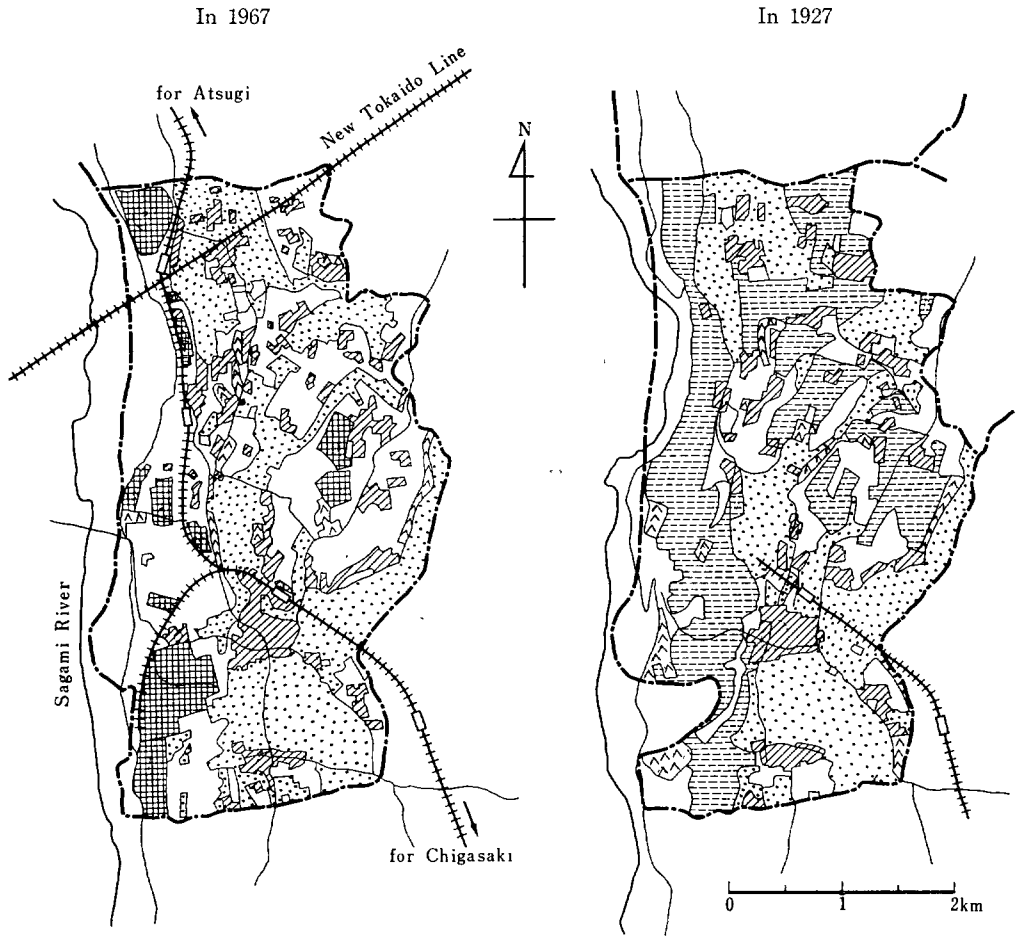 In 1967
In 1927
for Atsugi
New Tokaido Line
N
Sagami River
for Chigasaki
0 1 2km